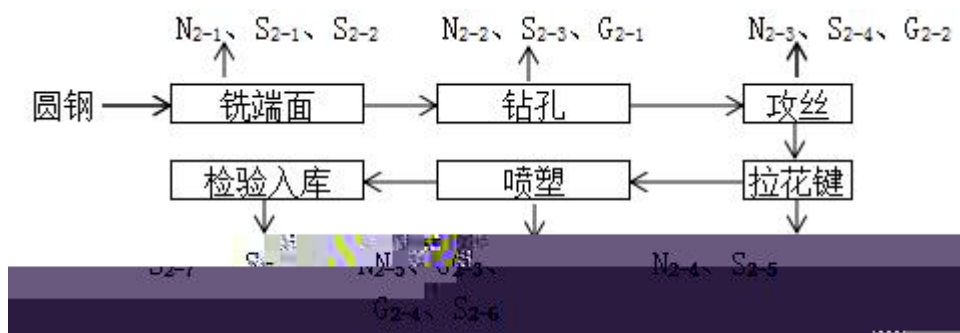 N₂₋₁、S₂₋₁、S₂₋₂ N₂₋₂、S₂₋₃、G₂₋₁ N₂₋₃、S₂₋₄、G₂₋₂
圆钢 铣端面 钻孔 攻丝
检验入库 喷塑 拉花键
S₂₋₇ N₂₋₅、G₂₋₃、 N₂₋₄、S₂₋₅
G₂₋₄、S₂₋₆